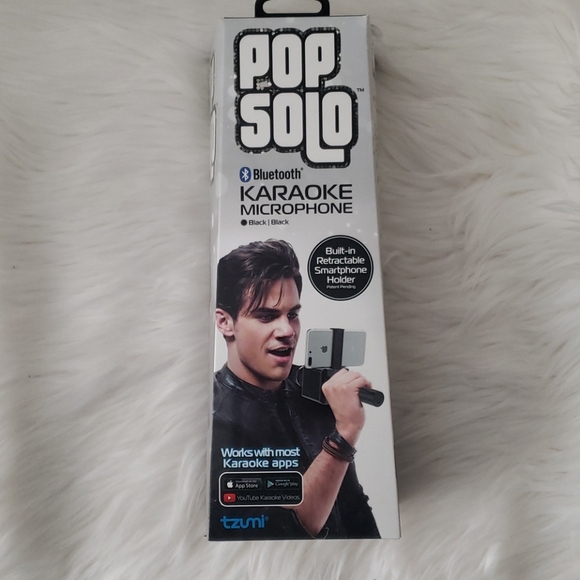 POP
SOLO™
Bluetooth®
KARAOKE
MICROPHONE
Black | Black
Built-in
Retractable
Smartphone
Holder
Patent Pending
Works with most
Karaoke apps
App Store
Google play
YouTube Karaoke Videos
tzumi®